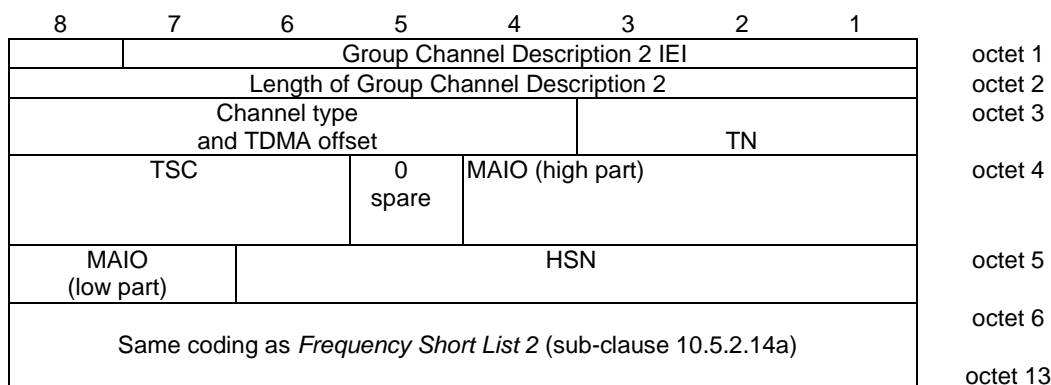 8 7 6 5 4 3 2 1
Group Channel Description 2 IEI octet 1
Length of Group Channel Description 2 octet 2
Channel type octet 3
and TDMA offset TN
TSC 0 MAIO (high part) octet 4
spare
MAIO HSN octet 5
(low part)
octet 6
Same coding as Frequency Short List 2 (sub-clause 10.5.2.14a)
octet 13